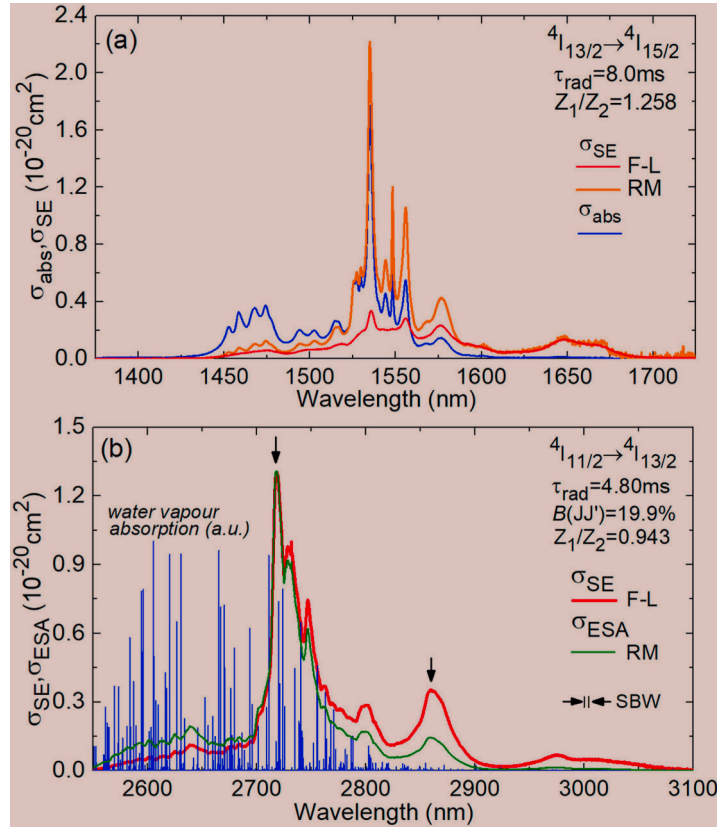 (a)
⁴I₁₃/₂→⁴I₁₅/₂
τrad=8.0ms
Z₁/Z₂=1.258
σSE
F-L
RM
σabs
σabs,σSE (10⁻²⁰cm²)
2.4
2.0
1.6
1.2
0.8
0.4
0.0
1400 1450 1500 1550 1600 1650 1700
Wavelength (nm)
(b)
⁴I₁₁/₂→⁴I₁₃/₂
τrad=4.80ms
B(JJ')=19.9%
Z₁/Z₂=0.943
water vapour
absorption (a.u.)
σSE
F-L
σESA
RM
SBW
σSE,σESA (10⁻²⁰cm²)
1.5
1.2
0.9
0.6
0.3
0.0
2600 2700 2800 2900 3000 3100
Wavelength (nm)